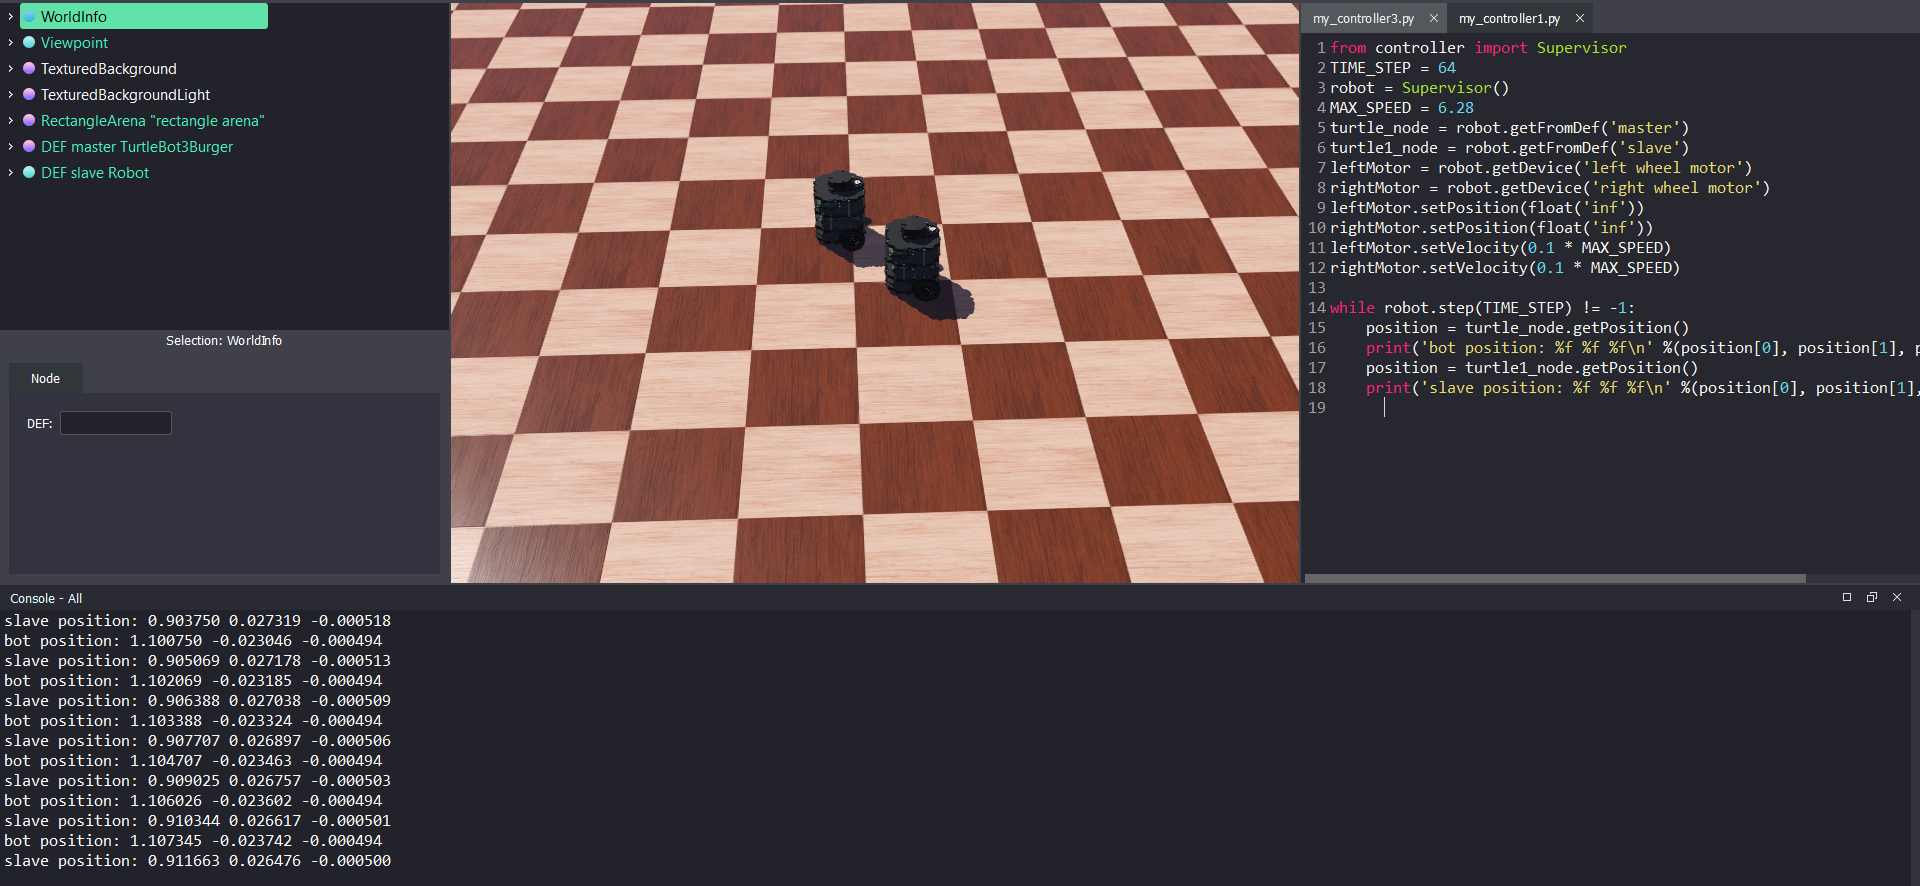 WorldInfo
Viewpoint
TexturedBackground
TexturedBackgroundLight
RectangleArena "rectangle arena"
DEF master TurtleBot3Burger
DEF slave Robot
Selection: WorldInfo
Node
DEF:
my_controller3.py
my_controller1.py
1 from controller import Supervisor
2 TIME_STEP = 64
3 robot = Supervisor()
4 MAX_SPEED = 6.28
5 turtle_node = robot.getFromDef('master')
6 turtle1_node = robot.getFromDef('slave')
7 leftMotor = robot.getDevice('left wheel motor')
8 rightMotor = robot.getDevice('right wheel motor')
9 leftMotor.setPosition(float('inf'))
10 rightMotor.setPosition(float('inf'))
11 leftMotor.setVelocity(0.1 * MAX_SPEED)
12 rightMotor.setVelocity(0.1 * MAX_SPEED)
13
14 while robot.step(TIME_STEP) != -1:
15     position = turtle_node.getPosition()
16     print('bot position: %f %f %f\n' %(position[0], position[1], p
17     position = turtle1_node.getPosition()
18     print('slave position: %f %f %f\n' %(position[0], position[1],
19
Console - All
slave position: 0.903750 0.027319 -0.000518
bot position: 1.100750 -0.023046 -0.000494
slave position: 0.905069 0.027178 -0.000513
bot position: 1.102069 -0.023185 -0.000494
slave position: 0.906388 0.027038 -0.000509
bot position: 1.103388 -0.023324 -0.000494
slave position: 0.907707 0.026897 -0.000506
bot position: 1.104707 -0.023463 -0.000494
slave position: 0.909025 0.026757 -0.000503
bot position: 1.106026 -0.023602 -0.000494
slave position: 0.910344 0.026617 -0.000501
bot position: 1.107345 -0.023742 -0.000494
slave position: 0.911663 0.026476 -0.000500